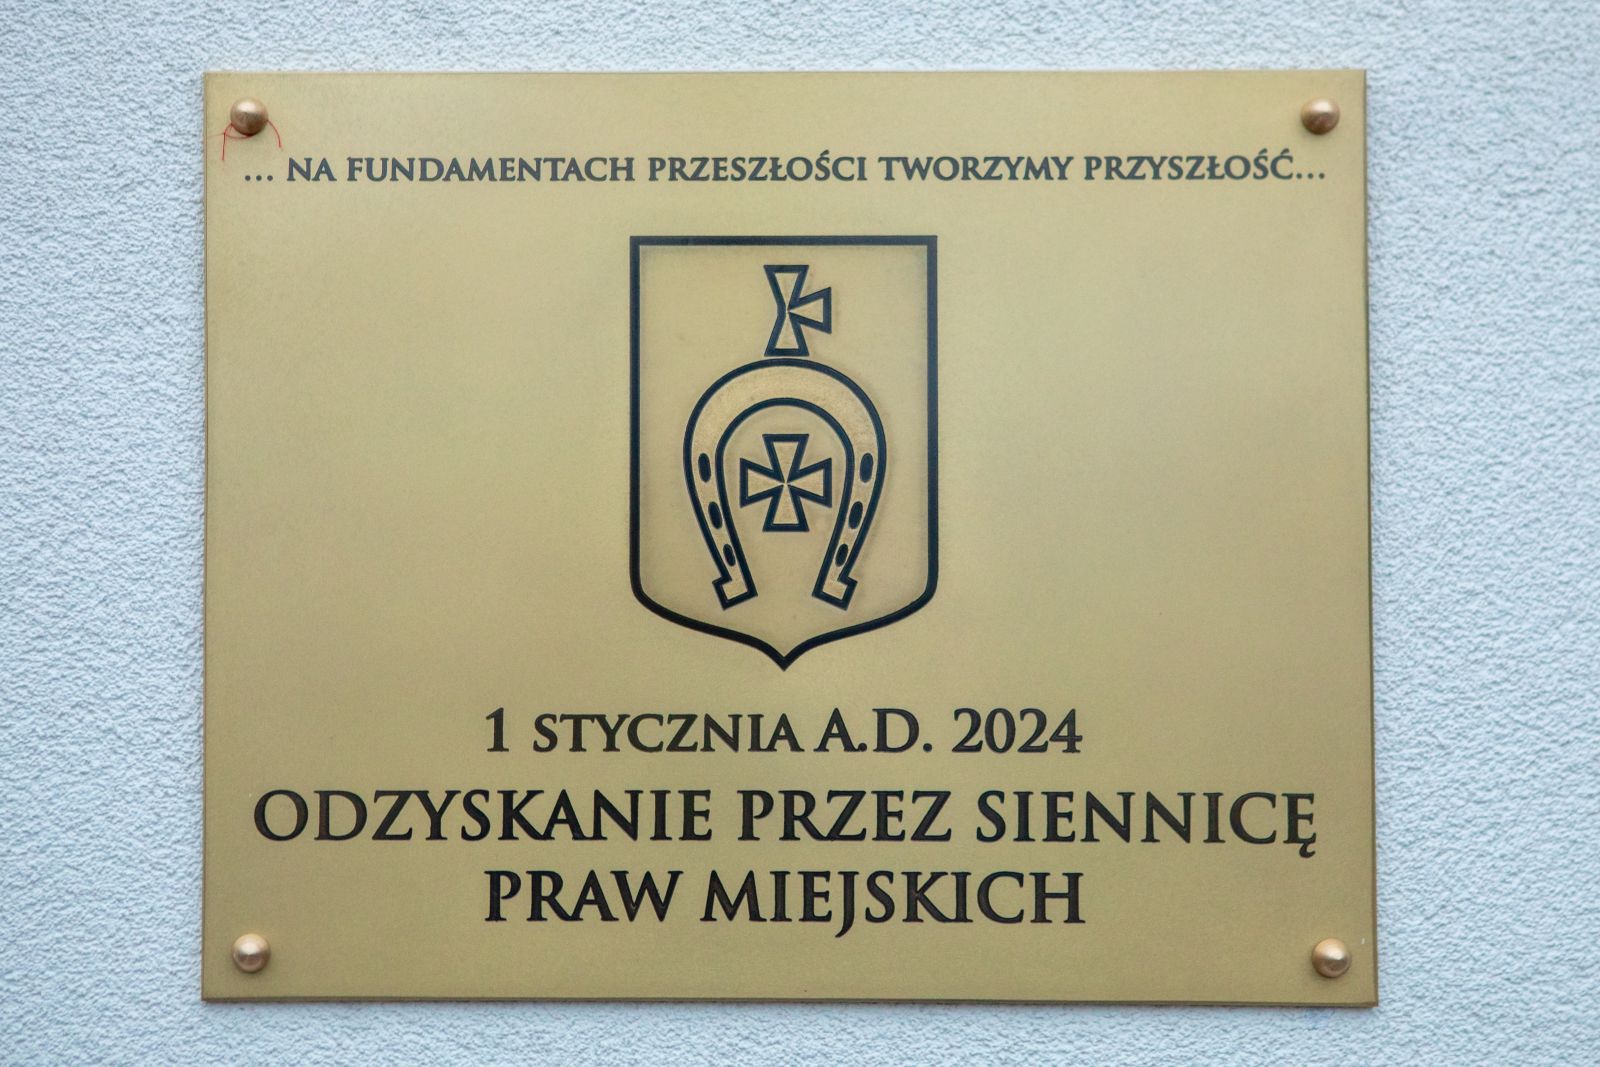 ... NA FUNDAMENTACH PRZESZŁOŚCI TWORZYMY PRZYSZŁOŚĆ...
1 STYCZNIA A.D. 2024
ODZYSKANIE PRZEZ SIENNICĘ
PRAW MIEJSKICH